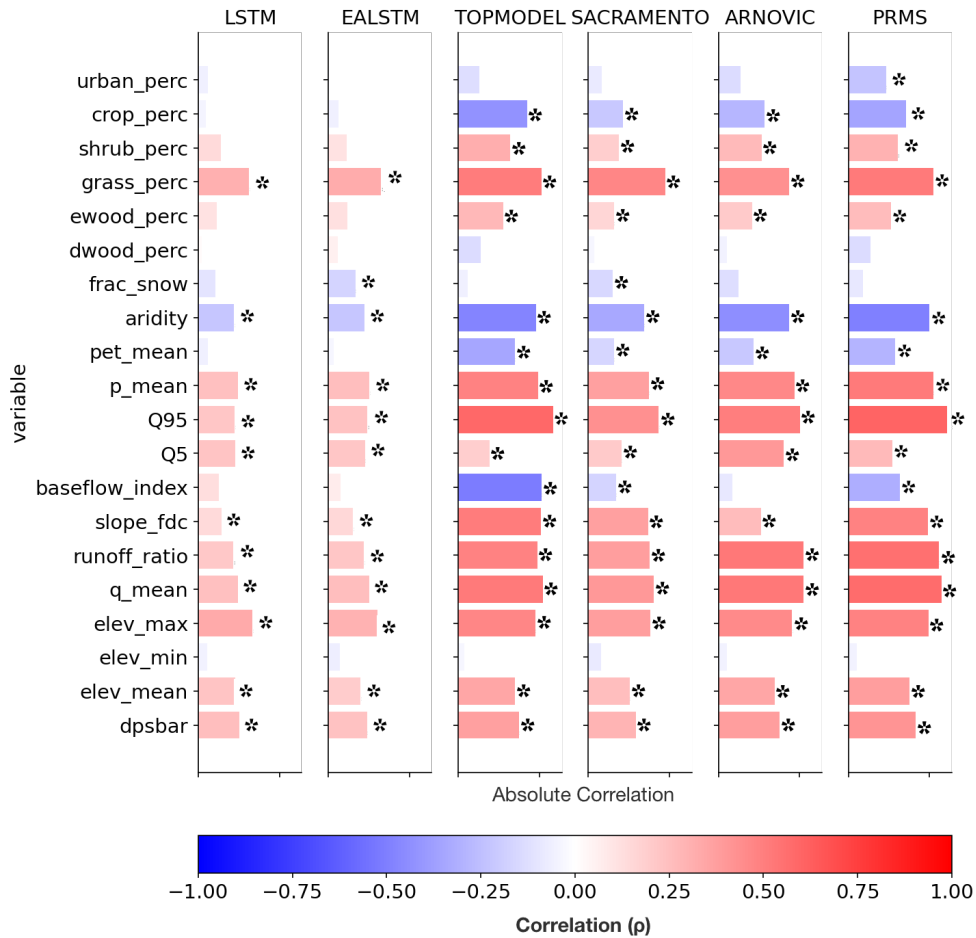 LSTM EALSTM TOPMODEL SACRAMENTO ARNOVIC PRMS
urban_perc *
crop_perc * * * *
shrub_perc * * * *
grass_perc * * * * * *
ewood_perc * * * *
dwood_perc
frac_snow * *
aridity * * * * * *
pet_mean * * * *
p_mean * * * * * *
Q95 * * * * * *
Q5 * * * * * *
baseflow_index * * *
slope_fdc * * * * * *
runoff_ratio * * * * * *
q_mean * * * * * *
elev_max * * * * * *
elev_min
elev_mean * * * * * *
dpsbar * * * * * *
variable
Absolute Correlation
−1.00 −0.75 −0.50 −0.25 0.00 0.25 0.50 0.75 1.00
Correlation (ρ)